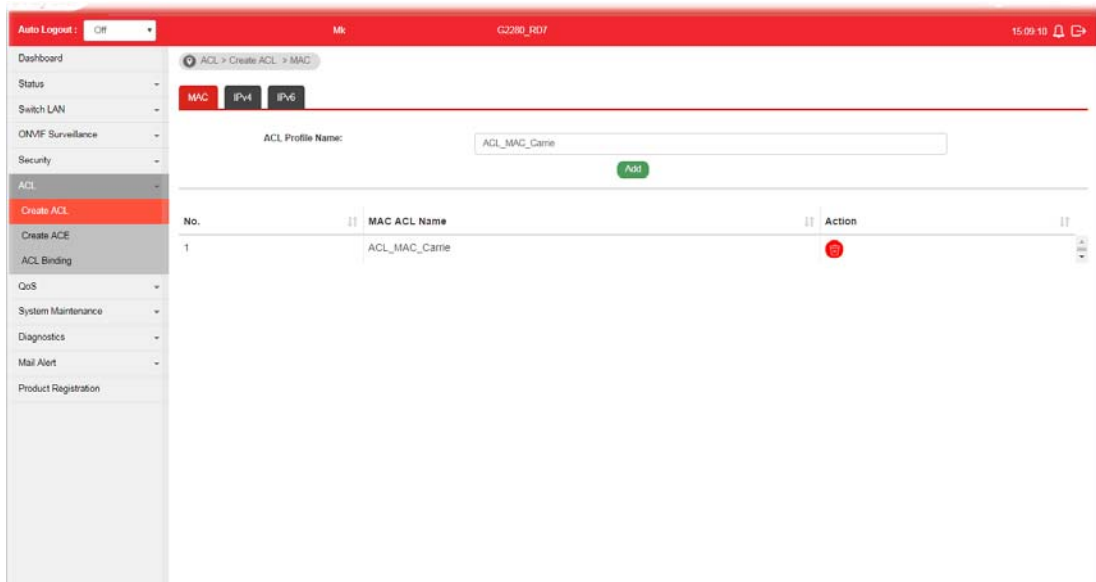 Auto Logout : Off Mk G2280_RD7 15:09:10
Dashboard
Status
Switch LAN
ONVIF Surveillance
Security
ACL
Create ACL
Create ACE
ACL Binding
QoS
System Maintenance
Diagnostics
Mail Alert
Product Registration
ACL > Create ACL > MAC
MAC IPv4 IPv6
ACL Profile Name: ACL_MAC_Carrie
Add
No. MAC ACL Name Action
1 ACL_MAC_Carrie